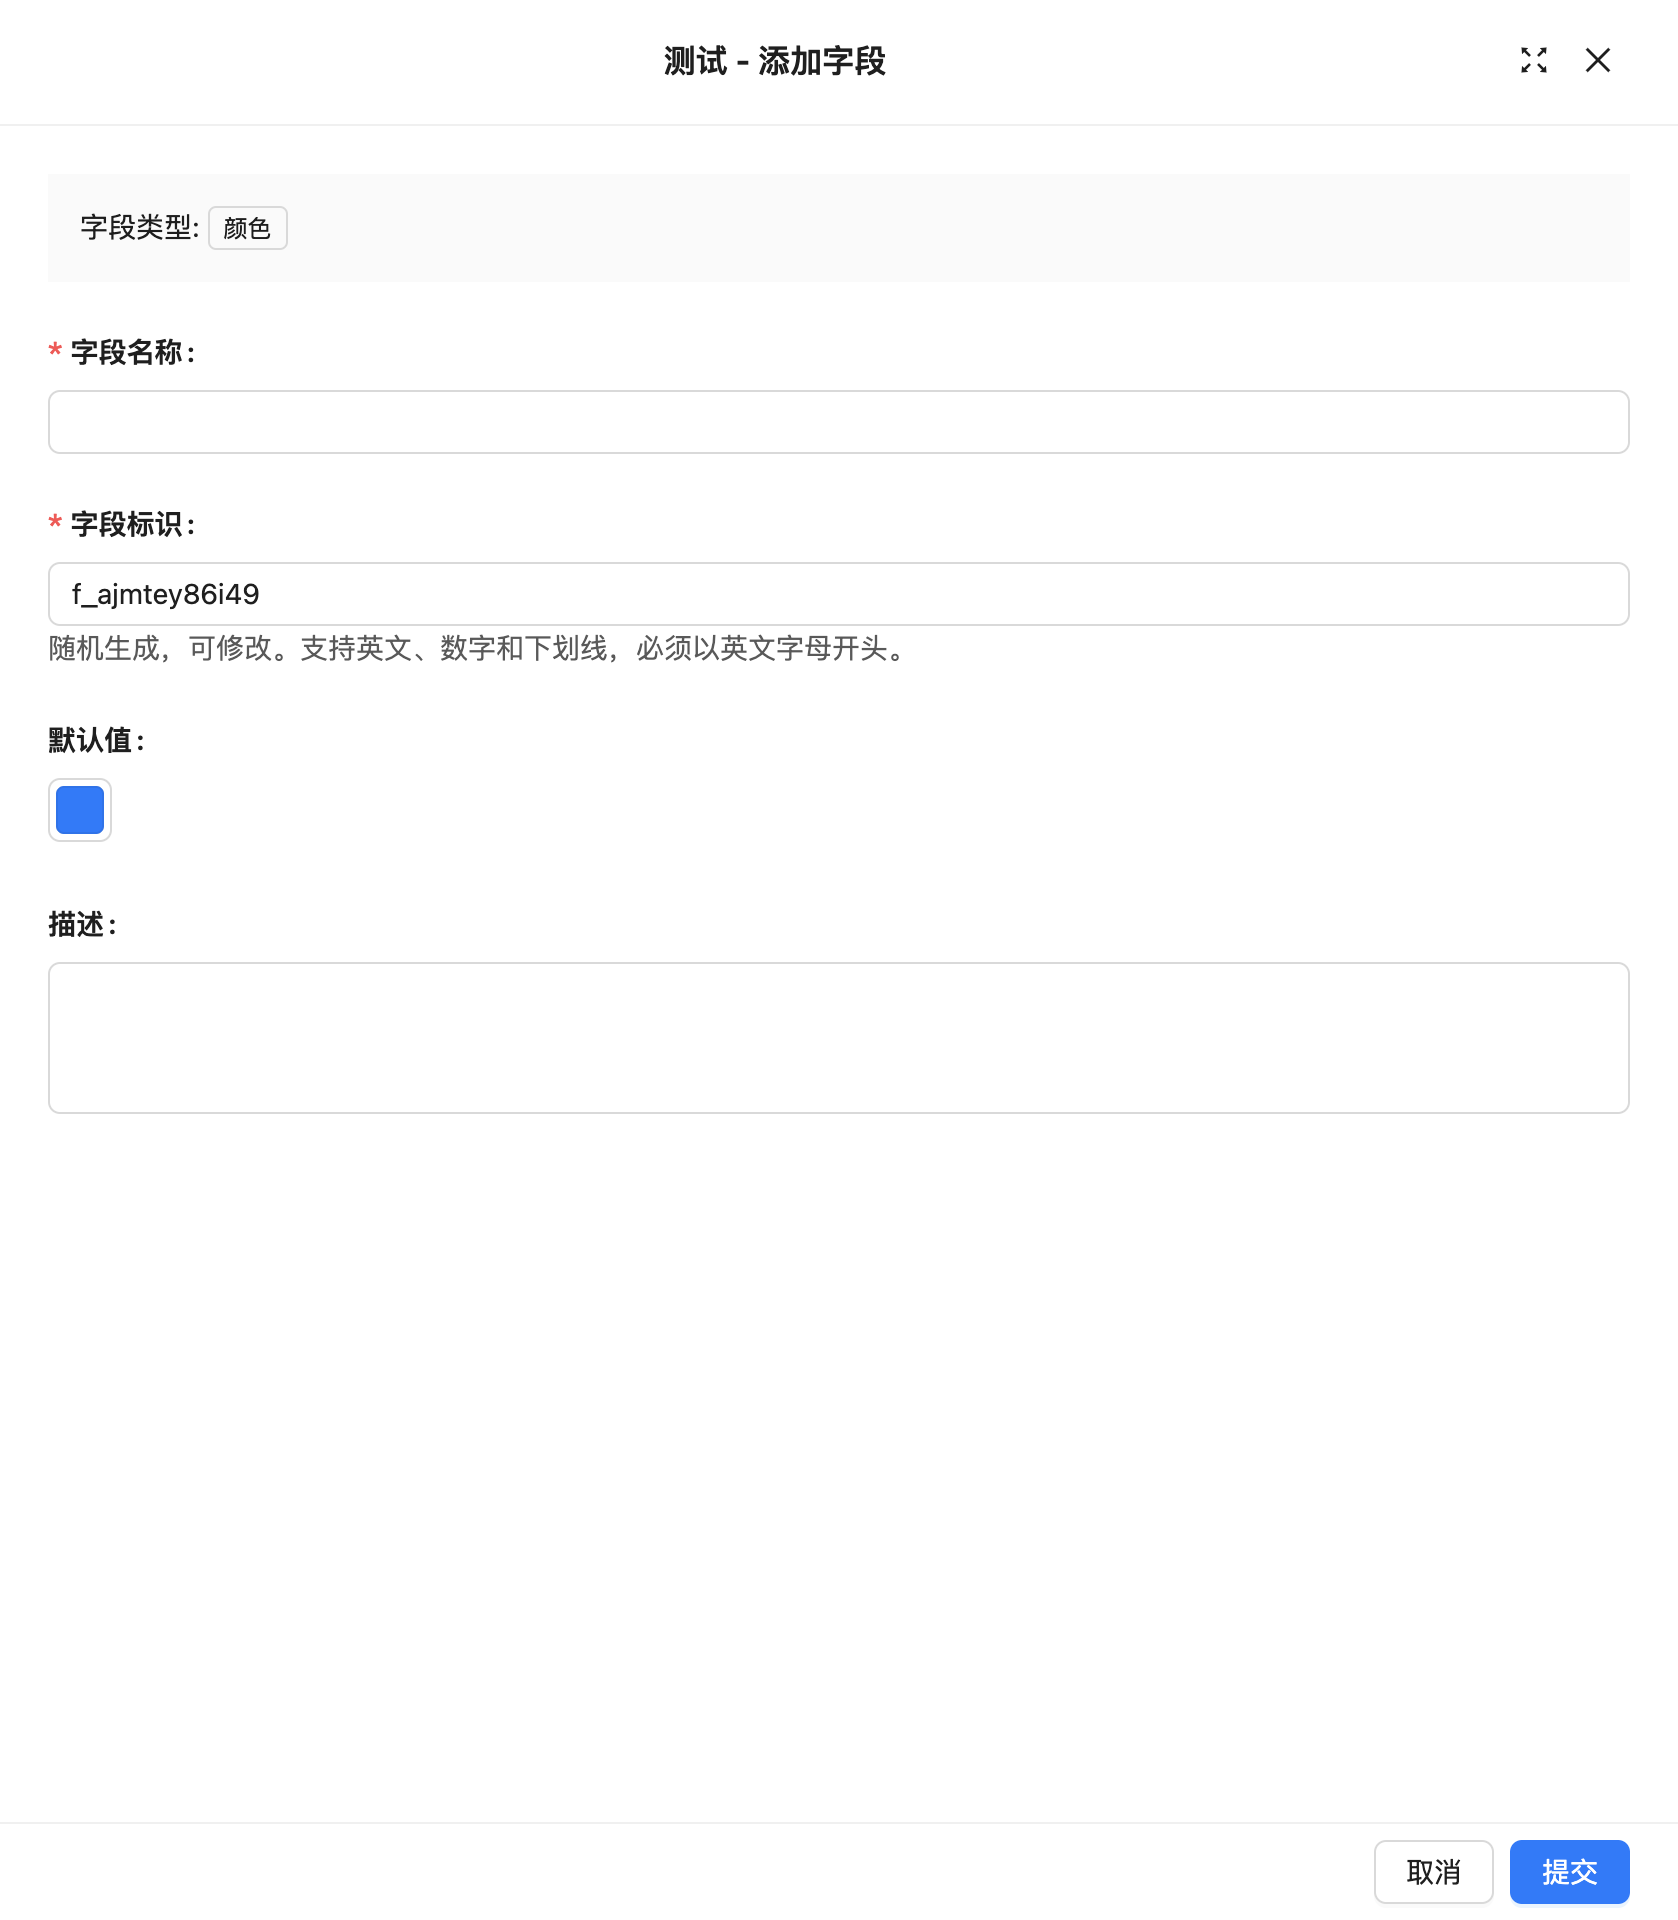 测试 - 添加字段
字段类型: 颜色
* 字段名称:
* 字段标识:
f_ajmtey86i49
随机生成，可修改。支持英文、数字和下划线，必须以英文字母开头。
默认值:
描述:
取消 提交